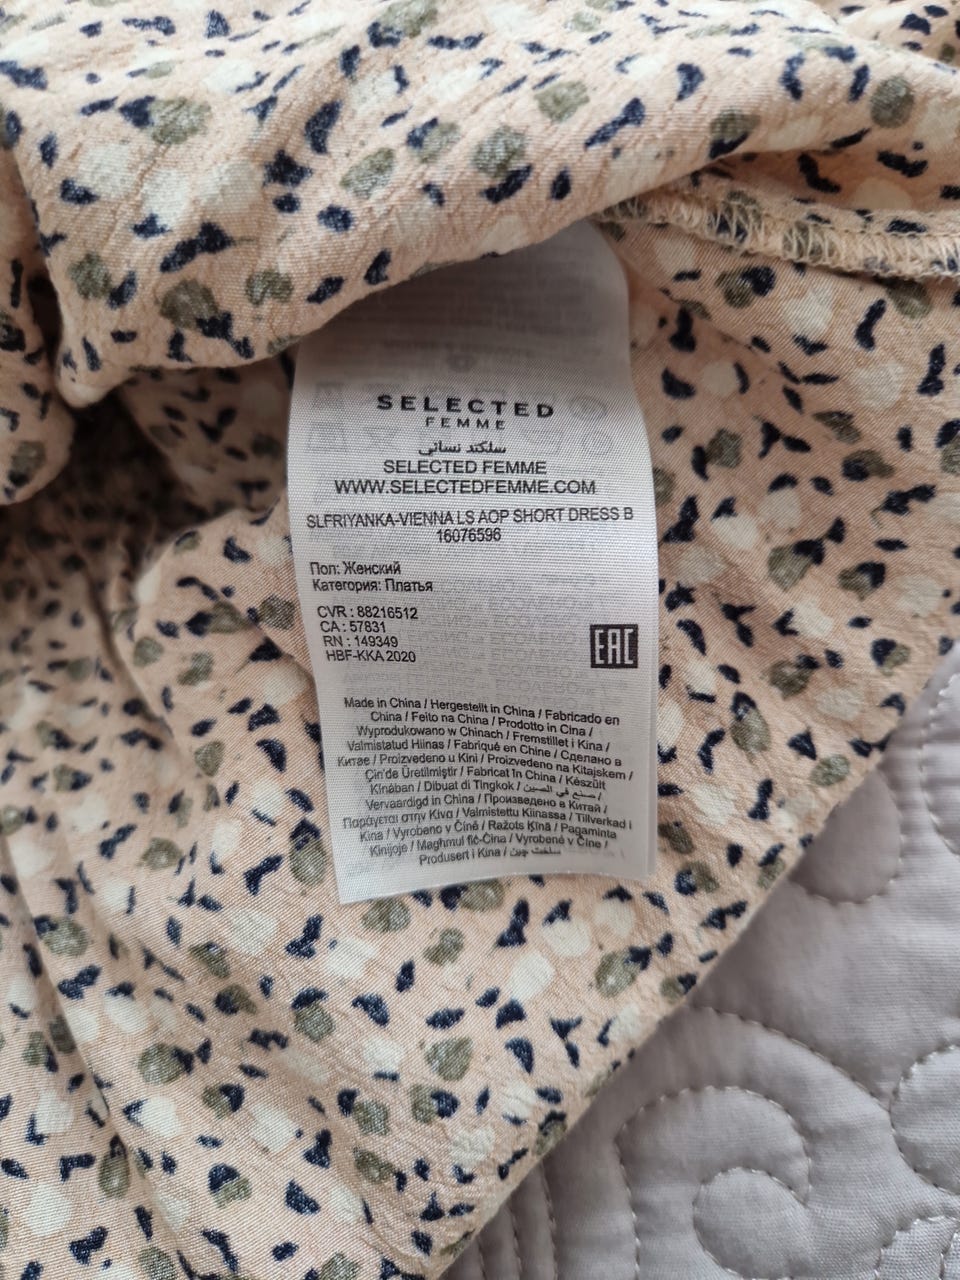 SELECTED
FEMME
سلكتد نسائي
SELECTED FEMME
WWW.SELECTEDFEMME.COM
SLFRIYANKA-VIENNA LS AOP SHORT DRESS B
16076596
Пол: Женский
Категория: Платья
CVR : 88216512
CA : 57831
RN : 149349
HBF-KKA 2020
EAC
Made in China / Hergestellt in China / Fabricado en
China / Feito na China / Prodotto in Cina /
Wyprodukowano w Chinach / Fremstillet i Kina /
Valmistatud Hiinas / Fabriqué en Chine / Сделано в
Китае / Proizvedeno u Kini / Proizvedeno na Kitajskem /
Çin'de Üretilmiştir / Fabricat în China / Készült
Kínában / Dibuat di Tingkok / صنع في الصين /
Vervaardigd in China / Произведено в Китай /
Παράγεται στην Κίνα / Valmistettu Kiinassa / Tillverkad i
Kina / Vyrobeno v Číně / Ražots Ķīnā / Pagaminta
Kinijoje / Magħmul fiċ-Ċina / Vyrobené v Číne /
Produsert i Kina / ساخت چین